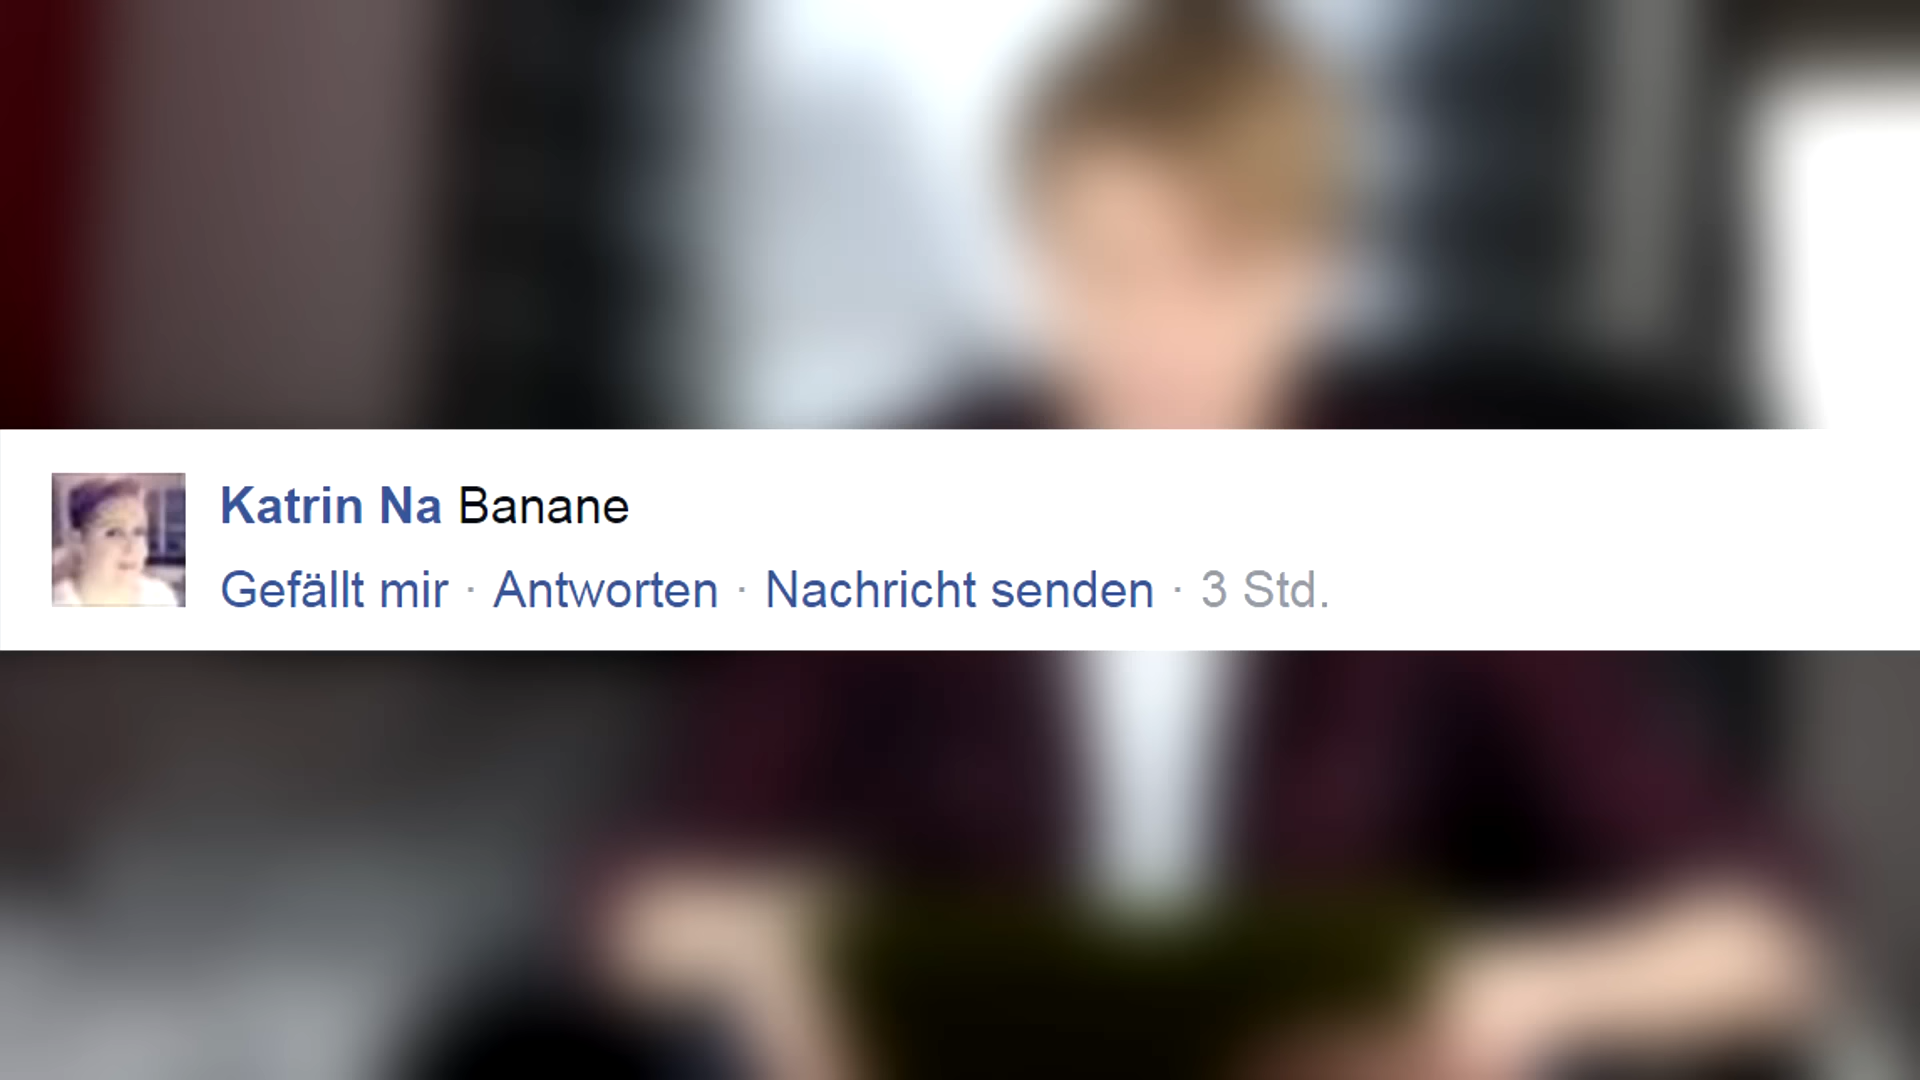 Katrin Na Banane
Gefällt mir · Antworten · Nachricht senden · 3 Std.